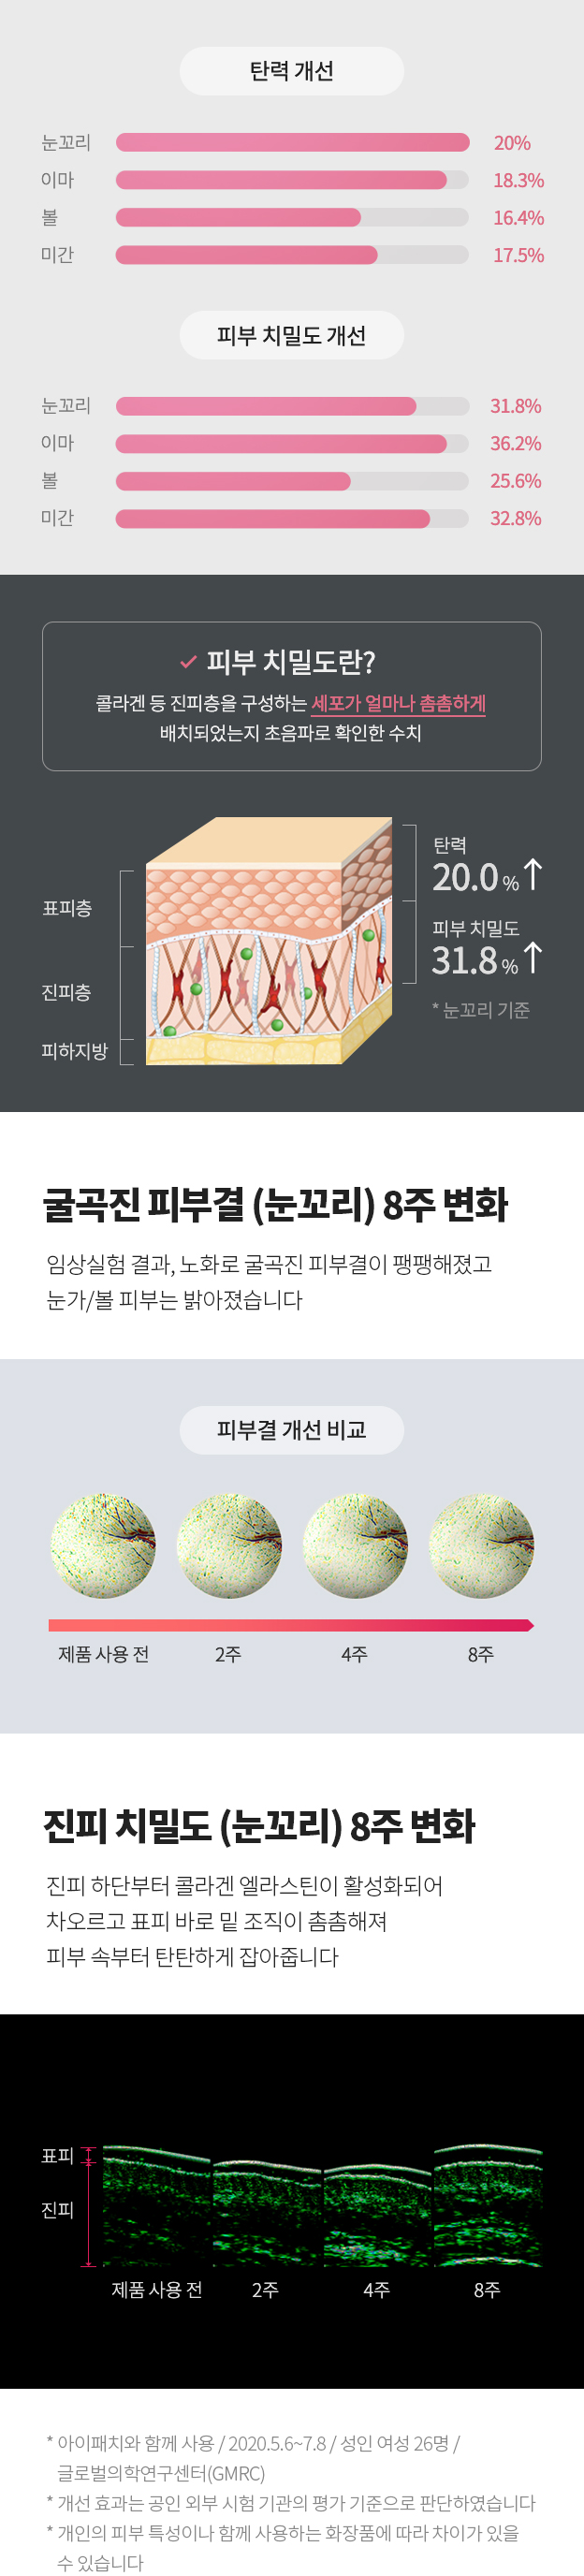 탄력 개선
눈꼬리 20%
이마 18.3%
볼 16.4%
미간 17.5%
피부 치밀도 개선
눈꼬리 31.8%
이마 36.2%
볼 25.6%
미간 32.8%
피부 치밀도란?
콜라겐 등 진피층을 구성하는 세포가 얼마나 촘촘하게
배치되었는지 초음파로 확인한 수치
표피층
진피층
피하지방
탄력
20.0 %
피부 치밀도
31.8 %
* 눈꼬리 기준
굴곡진 피부결 (눈꼬리) 8주 변화
임상실험 결과, 노화로 굴곡진 피부결이 팽팽해졌고
눈가/볼 피부는 밝아졌습니다
피부결 개선 비교
제품 사용 전 2주 4주 8주
진피 치밀도 (눈꼬리) 8주 변화
진피 하단부터 콜라겐 엘라스틴이 활성화되어
차오르고 표피 바로 밑 조직이 촘촘해져
피부 속부터 탄탄하게 잡아줍니다
표피
진피
제품 사용 전 2주 4주 8주
* 아이패치와 함께 사용 / 2020.5.6~7.8 / 성인 여성 26명 /
글로벌의학연구센터(GMRC)
* 개선 효과는 공인 외부 시험 기관의 평가 기준으로 판단하였습니다
* 개인의 피부 특성이나 함께 사용하는 화장품에 따라 차이가 있을
수 있습니다